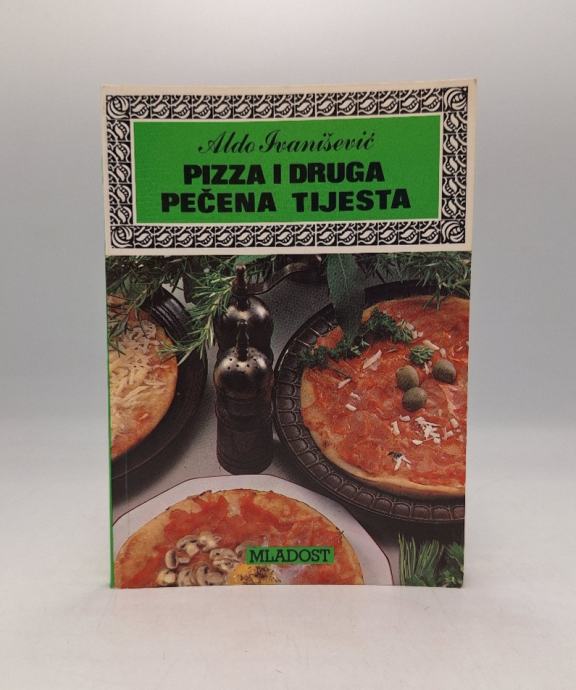 Aldo Ivanišević
PIZZA I DRUGA
PEČENA TIJESTA
MLADOST